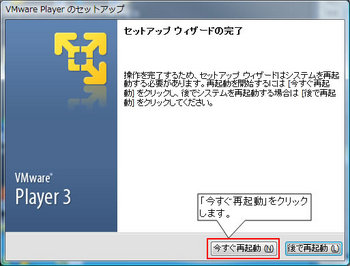 VMware Player のセットアップ
セットアップ ウィザードの完了
操作を完了するため、セットアップ ウィザードはシステムを再起
動する必要があります。再起動を開始するには [今すぐ再起
動] をクリックし、後でシステムを再起動する場合は [後で再起
動] をクリックしてください。
VMware®
Player 3
「今すぐ再起動」をクリック
します。
今すぐ再起動 (N)
後で再起動 (L)